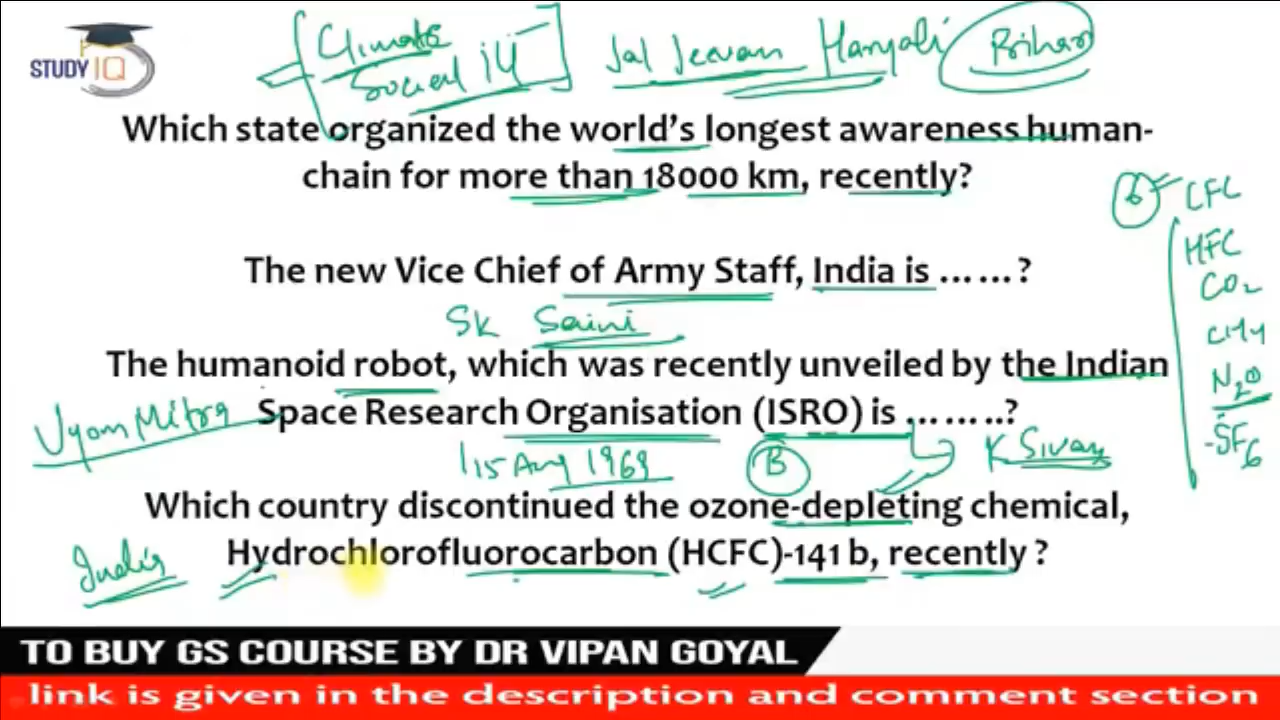 STUDY IQ
Climate
Social iy
Jal Jeevan Haryali Bihar
Which state organized the world's longest awareness human-
chain for more than 18000 km, recently?
6 CFC
HFC
CO2
CH4
N2O
SF6
The new Vice Chief of Army Staff, India is ......?
SK Saini
The humanoid robot, which was recently unveiled by the Indian
Vyom Mitra
Space Research Organisation (ISRO) is ........?
15 Aug 1969 B K Sivan
Which country discontinued the ozone-depleting chemical,
India
Hydrochlorofluorocarbon (HCFC)-141 b, recently ?
TO BUY GS COURSE BY DR VIPAN GOYAL
link is given in the description and comment section